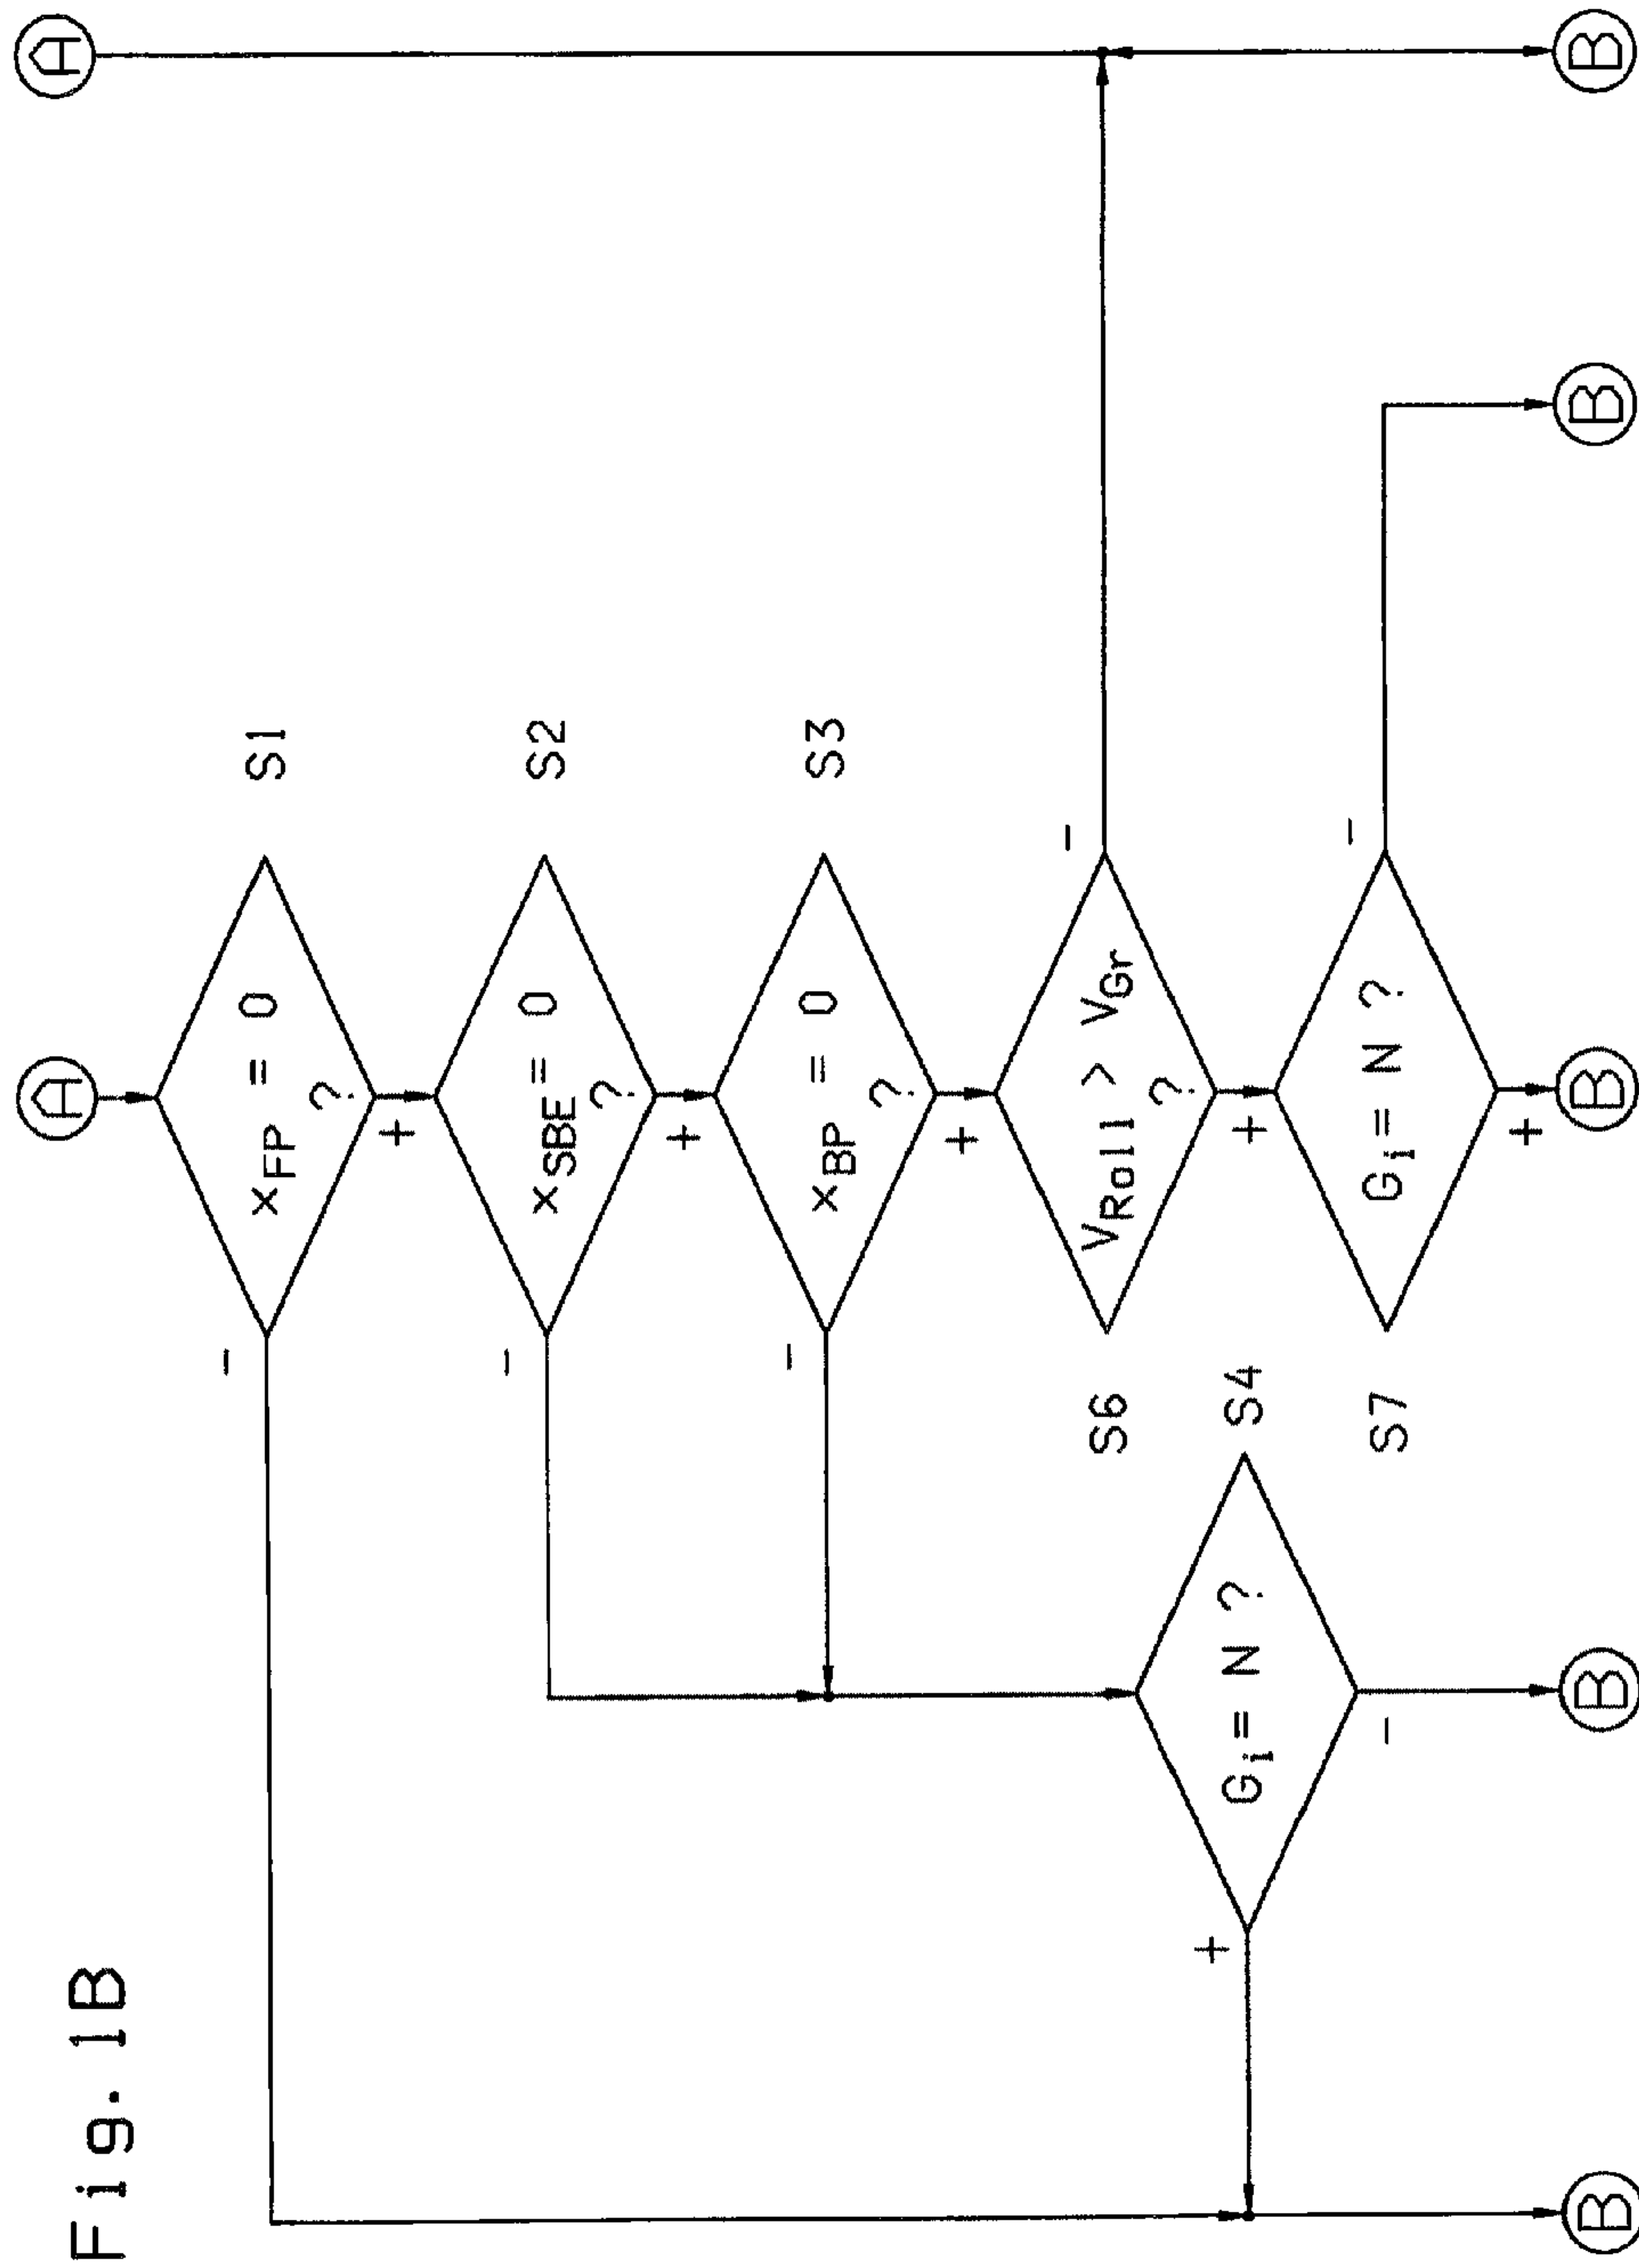 Fig. 1B
A
A
x_FP = 0
?
S1
-
+
x_SBE = 0
?
S2
-
+
x_BP = 0
?
S3
-
+
S6
V_Roll > V_Gr
?
-
+
G_i = N ?
S4
+
-
S7
G_i = N ?
-
+
B
B
B
B
B